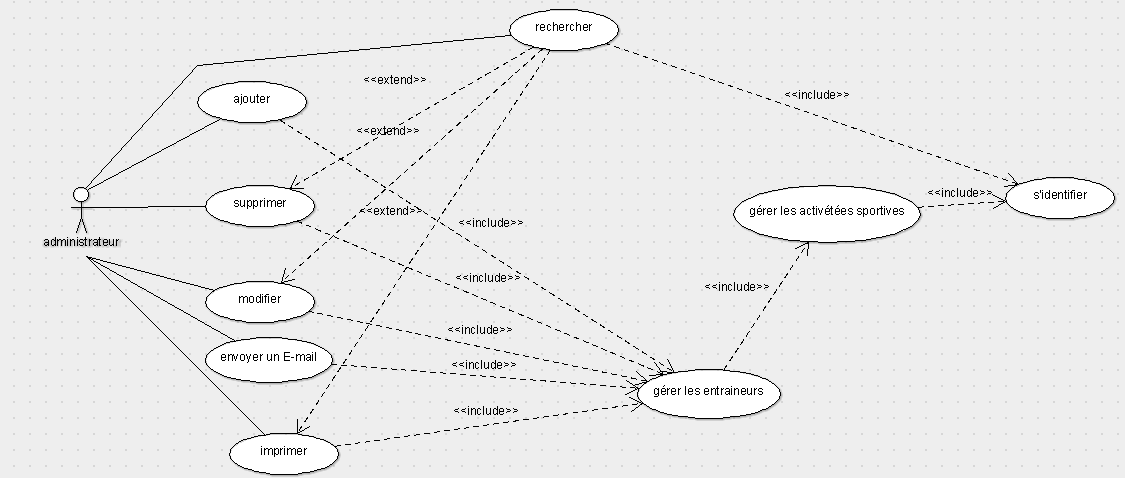 rechercher
<<extend>>
<<include>>
ajouter
<<extend>>
s'identifier
<<include>>
supprimer
<<extend>>
gérer les activétées sportives
<<include>>
administrateur
<<include>>
<<include>>
modifier
<<include>>
envoyer un E-mail
<<include>>
gérer les entraineurs
<<include>>
imprimer